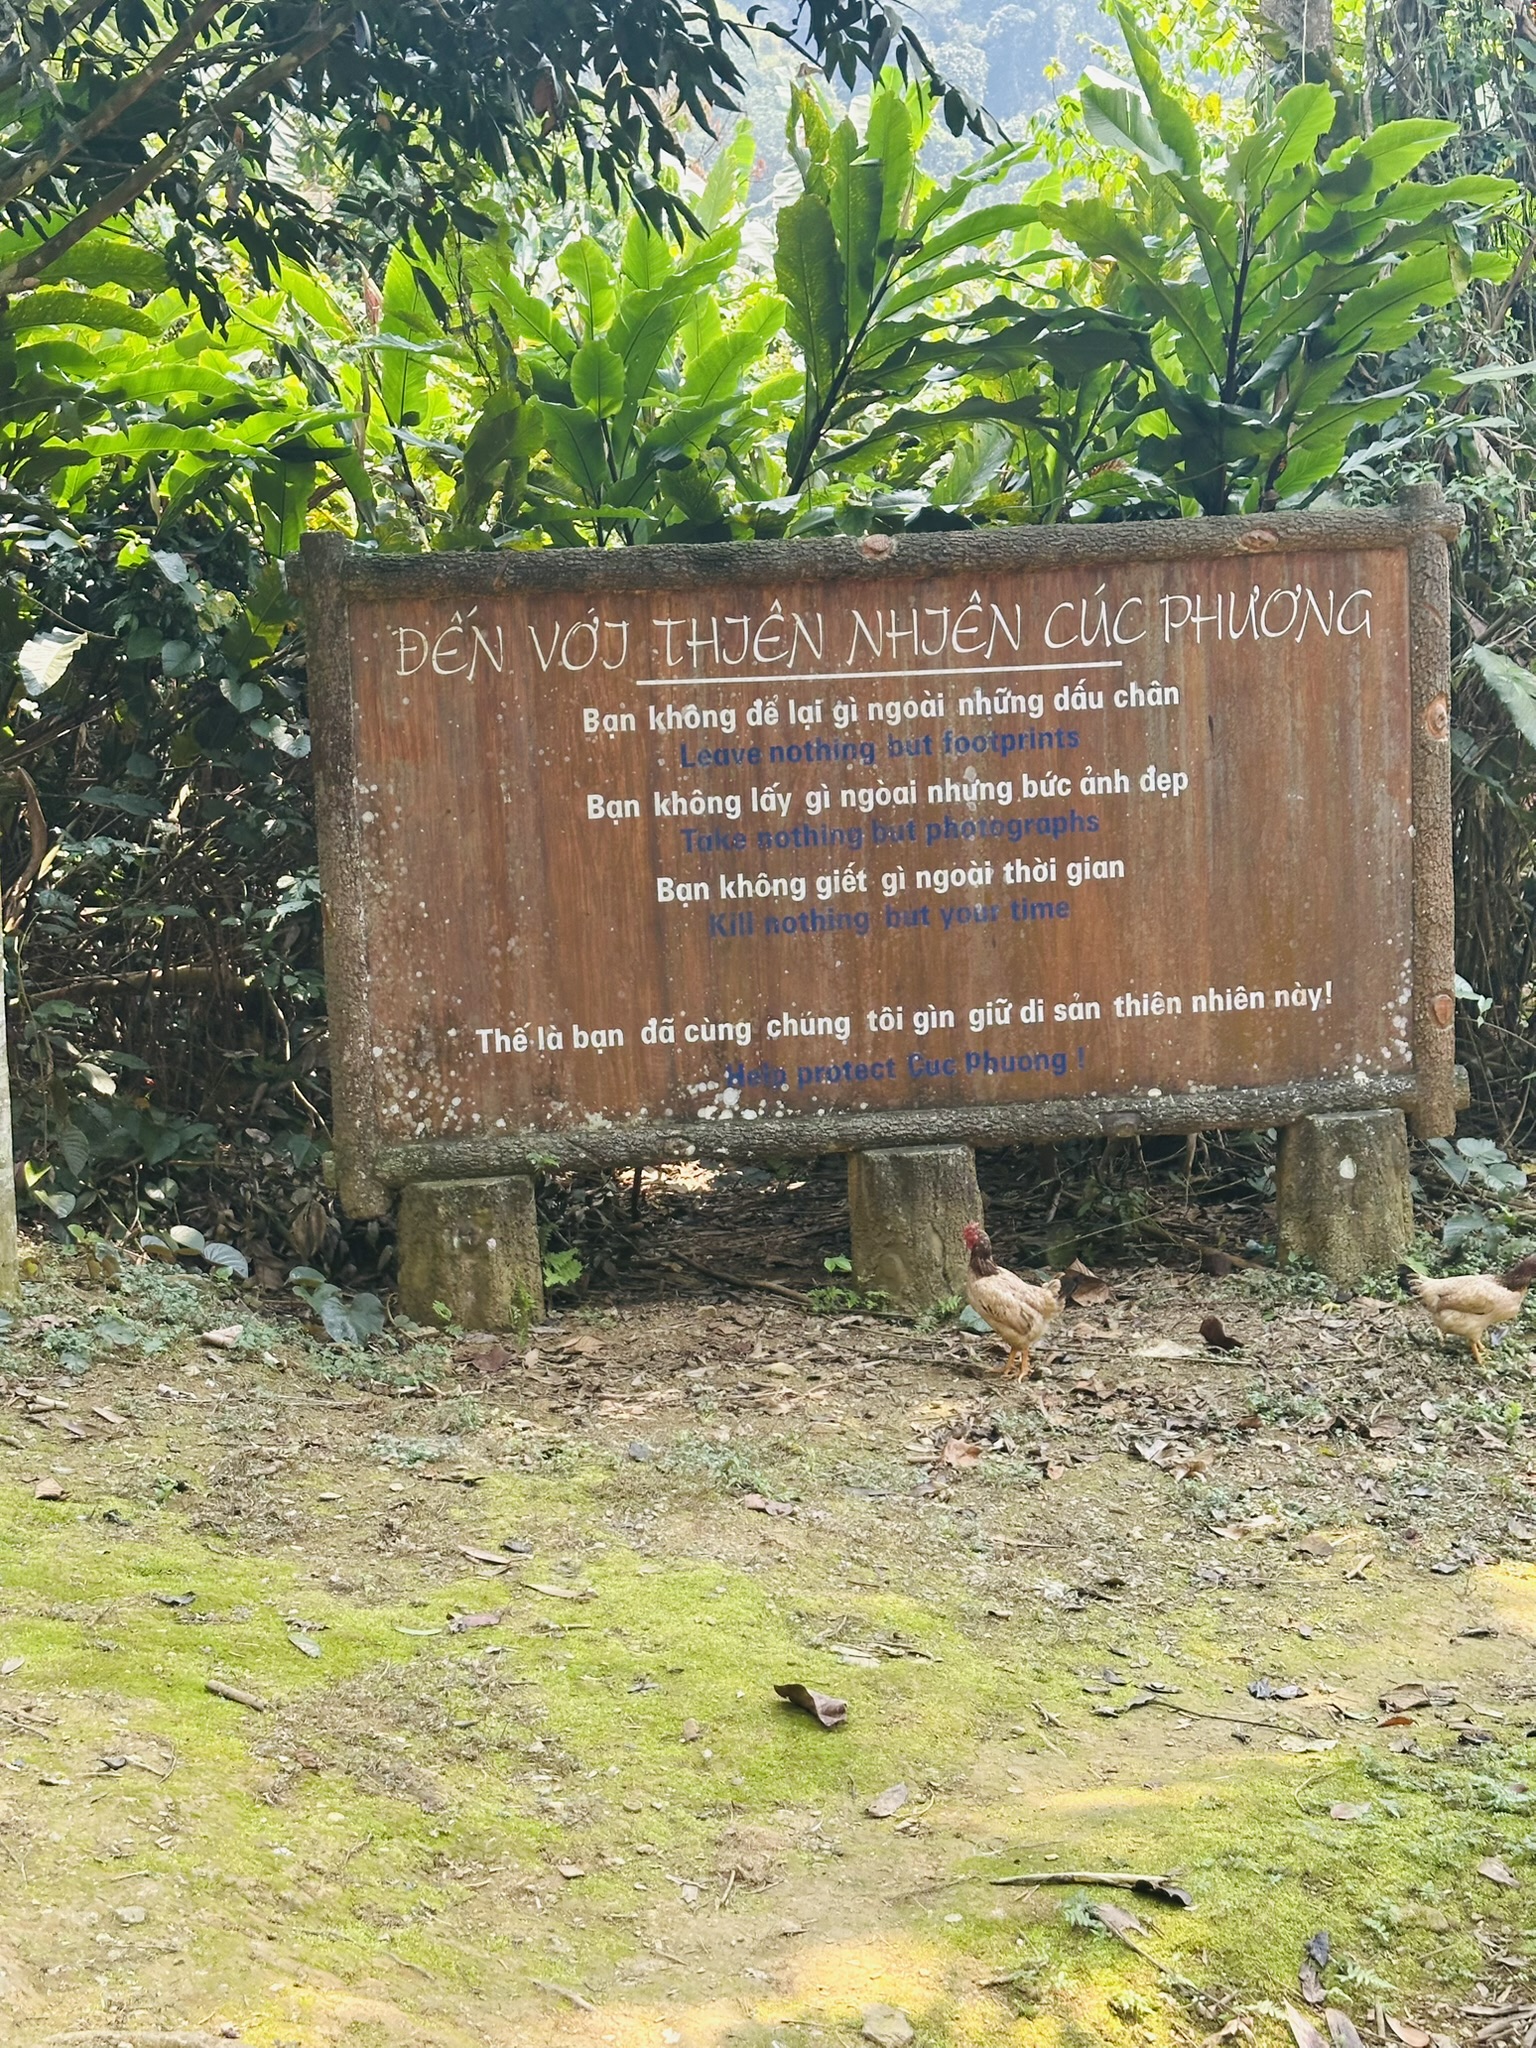 ĐẾN VỚI THIÊN NHIÊN CÚC PHƯƠNG
Bạn không để lại gì ngoài những dấu chân
Leave nothing but footprints
Bạn không lấy gì ngòai nhưng bức ảnh đẹp
Take nothing but photographs
Bạn không giết gì ngoài thời gian
Kill nothing but your time
Thế là bạn đã cùng chúng tôi gìn giữ di sản thiên nhiên này!
Help protect Cuc Phuong !